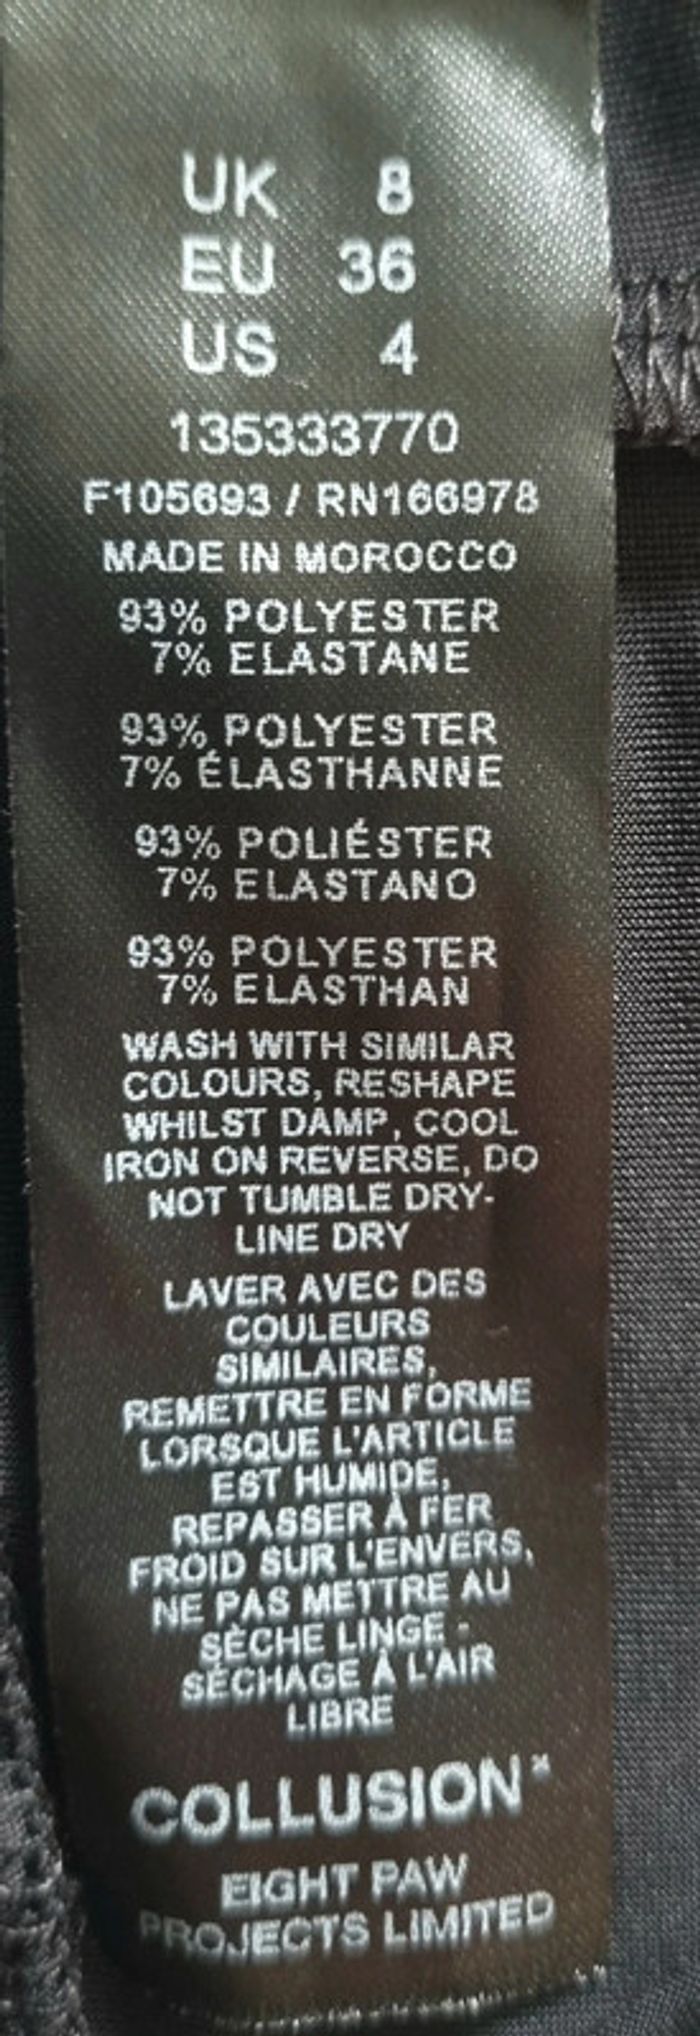 UK 8
EU 36
US 4
135333770
F105693 / RN166978
MADE IN MOROCCO
93% POLYESTER
7% ELASTANE
93% POLYESTER
7% ÉLASTHANNE
93% POLIÉSTER
7% ELASTANO
93% POLYESTER
7% ELASTHAN
WASH WITH SIMILAR
COLOURS, RESHAPE
WHILST DAMP, COOL
IRON ON REVERSE, DO
NOT TUMBLE DRY-
LINE DRY
LAVER AVEC DES
COULEURS
SIMILAIRES,
REMETTRE EN FORME
LORSQUE L'ARTICLE
EST HUMIDE,
REPASSER À FER
FROID SUR L'ENVERS,
NE PAS METTRE AU
SÈCHE LINGE -
SÉCHAGE À L'AIR
LIBRE
COLLUSION×
EIGHT PAW
PROJECTS LIMITED